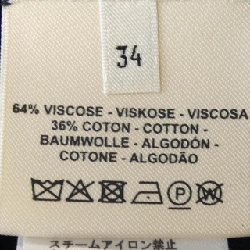 34
64% VISCOSE - VISKOSE - VISCOSA
36% COTON - COTTON -
BAUMWOLLE - ALGODÓN -
COTONE - ALGODÃO
P
スチームアイロン禁止